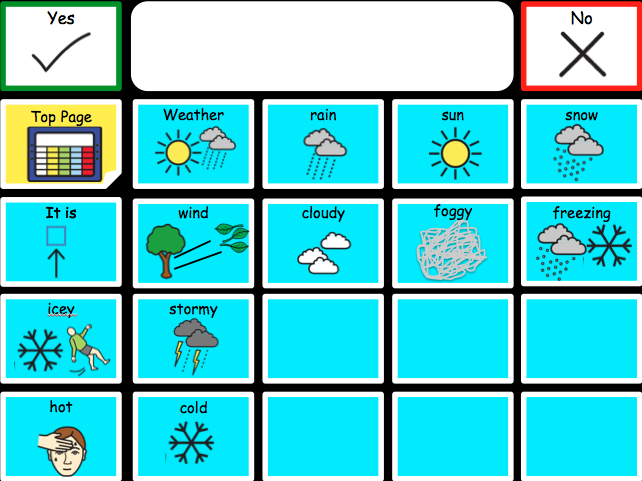 Yes
No
Top Page
Weather
rain
sun
snow
It is
wind
cloudy
foggy
freezing
icey
stormy
hot
cold